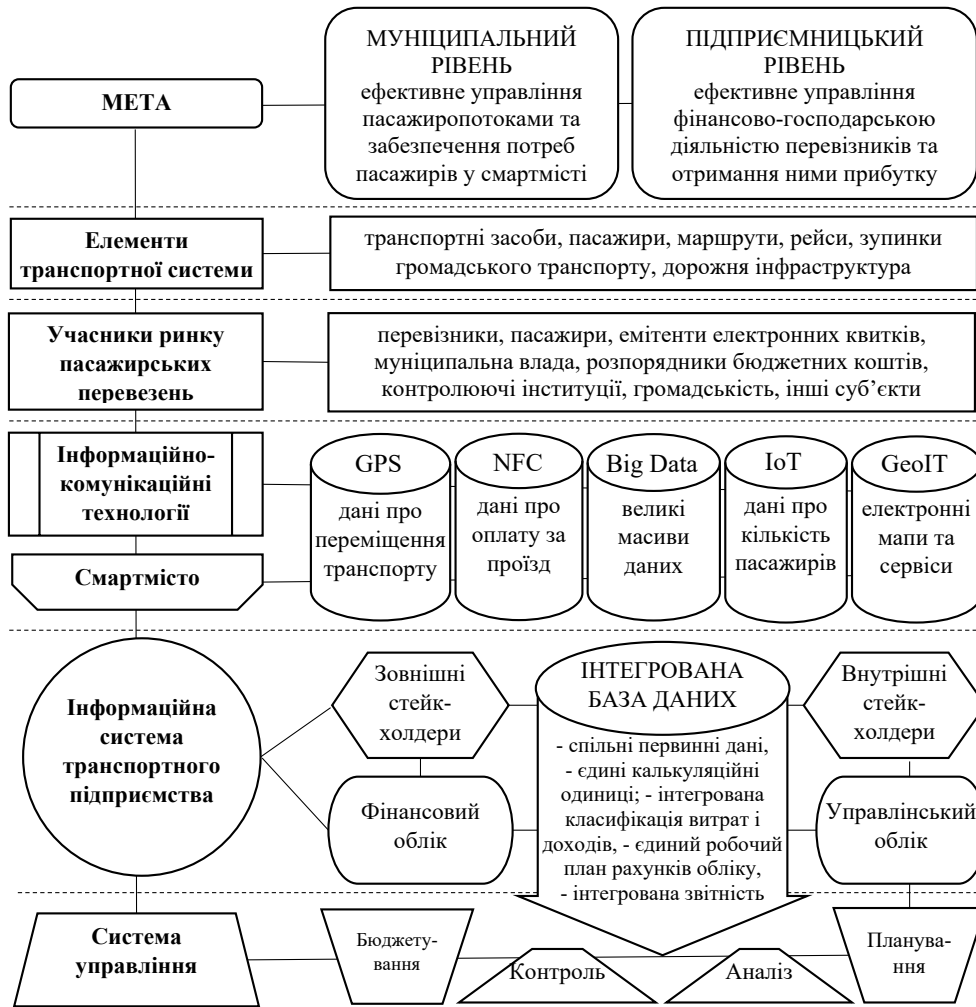 МЕТА
МУНІЦИПАЛЬНИЙ
РІВЕНЬ
ефективне управління
пасажиропотоками та
забезпечення потреб
пасажирів у смартмісті
ПІДПРИЄМНИЦЬКИЙ
РІВЕНЬ
ефективне управління
фінансово-господарською
діяльністю перевізників та
отримання ними прибутку
Елементи
транспортної системи
транспортні засоби, пасажири, маршрути, рейси, зупинки
громадського транспорту, дорожня інфраструктура
Учасники ринку
пасажирських
перевезень
перевізники, пасажири, емітенти електронних квитків,
муніципальна влада, розпорядники бюджетних коштів,
контролюючі інституції, громадськість, інші суб’єкти
Інформаційно-
комунікаційні
технології
Смартмісто
GPS
дані про
переміщення
транспорту
NFC
дані про
оплату за
проїзд
Big Data
великі
масиви
даних
IoT
дані про
кількість
пасажирів
GeoIT
електронні
мапи та
сервіси
Інформаційна
система
транспортного
підприємства
Зовнішні
стейк-
холдери
Фінансовий
облік
ІНТЕГРОВАНА
БАЗА ДАНИХ
- спільні первинні дані,
- єдині калькуляційні
одиниці; - інтегрована
класифікація витрат і
доходів, - єдиний робочий
план рахунків обліку,
- інтегрована звітність
Внутрішні
стейк-
холдери
Управлінський
облік
Система
управління
Бюджету-
вання
Контроль
Аналіз
Планува-
ння